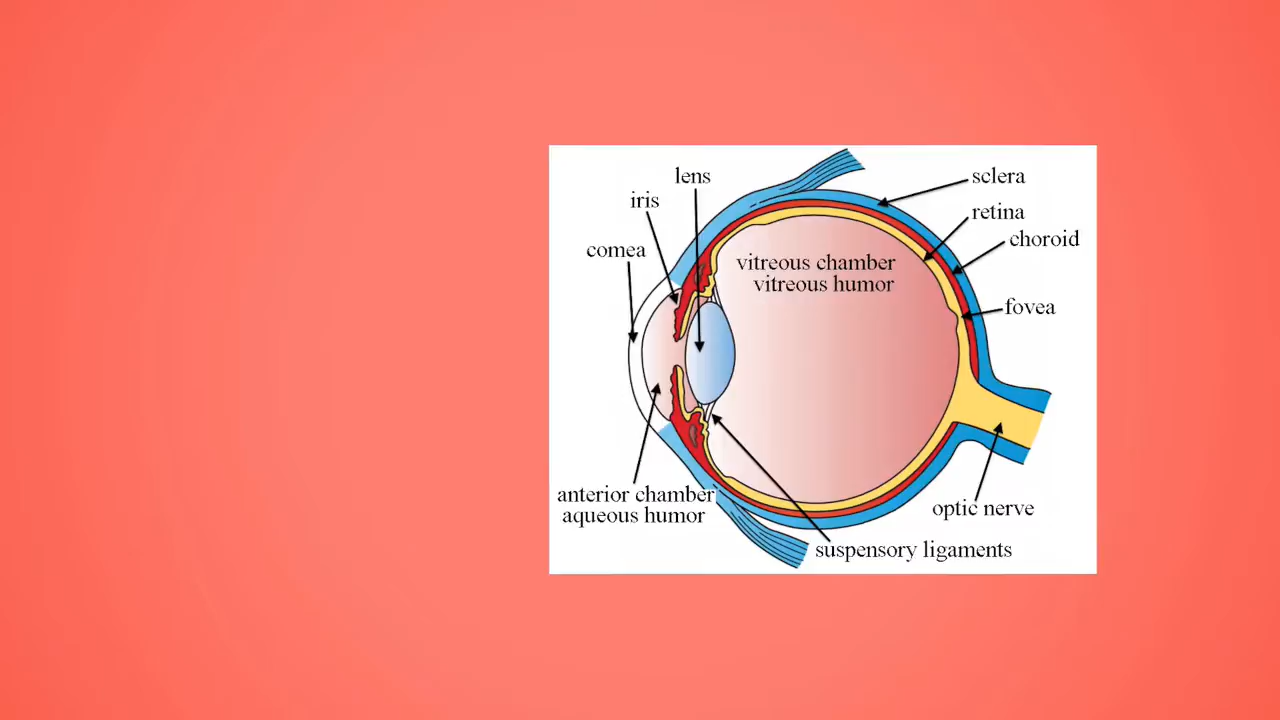 lens
iris
comea
sclera
retina
choroid
vitreous chamber
vitreous humor
fovea
anterior chamber
aqueous humor
optic nerve
suspensory ligaments